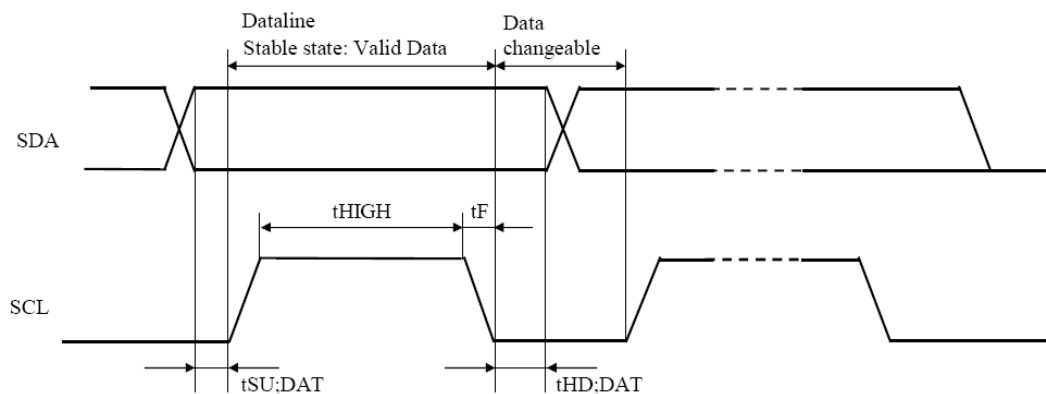 Dataline
Stable state: Valid Data
Data
changeable
SDA
tHIGH
tF
SCL
tSU;DAT
tHD;DAT